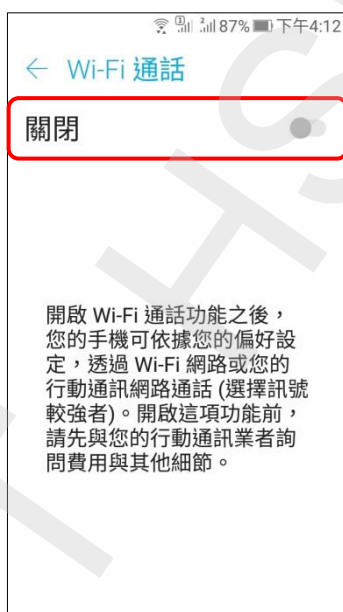 87% 下午4:12
← Wi-Fi 通話
關閉
開啟 Wi-Fi 通話功能之後，
您的手機可依據您的偏好設
定，透過 Wi-Fi 網路或您的
行動通訊網路通話 (選擇訊號
較強者)。開啟這項功能前，
請先與您的行動通訊業者詢
問費用與其他細節。